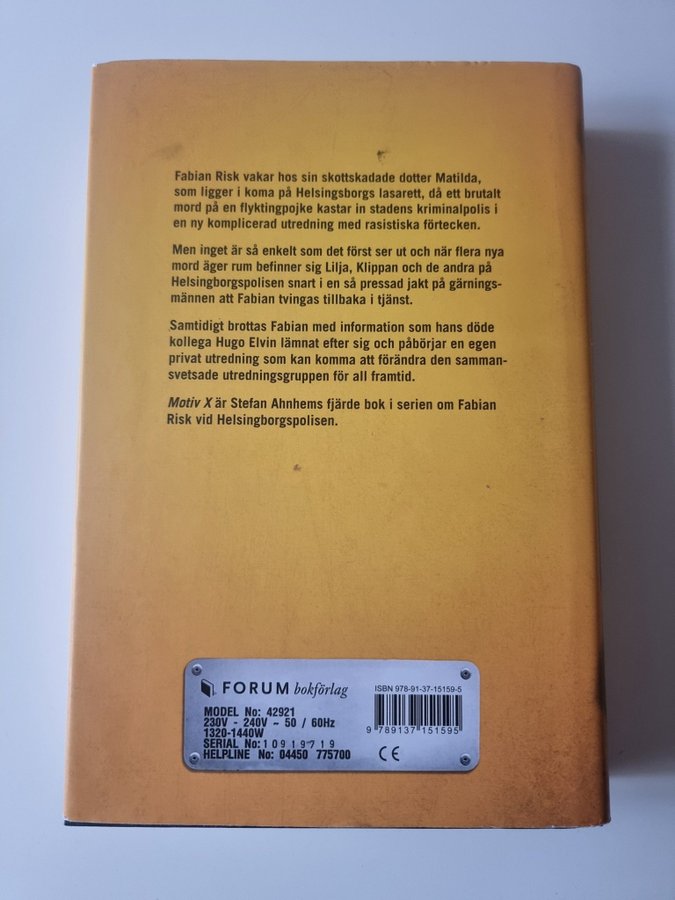 Fabian Risk vakar hos sin skottskadade dotter Matilda,
som ligger i koma på Helsingsborgs lasarett, då ett brutalt
mord på en flyktingpojke kastar in stadens kriminalpolis i
en ny komplicerad utredning med rasistiska förtecken.
Men inget är så enkelt som det först ser ut och när flera nya
mord äger rum befinner sig Lilja, Klippan och de andra på
Helsingborgspolisen snart i en så pressad jakt på gärnings-
männen att Fabian tvingas tillbaka i tjänst.
Samtidigt brottas Fabian med information som hans döde
kollega Hugo Elvin lämnat efter sig och påbörjar en egen
privat utredning som kan komma att förändra den samman-
svetsade utredningsgruppen för all framtid.
Motiv X är Stefan Ahnhems fjärde bok i serien om Fabian
Risk vid Helsingborgspolisen.
FORUM bokförlag
MODEL No: 42921
230V - 240V ~ 50 / 60Hz
1320-1440W
SERIAL No: 10919719
HELPLINE No: 04450 775700
ISBN 978-91-37-15159-5
9 789137 151595
CE